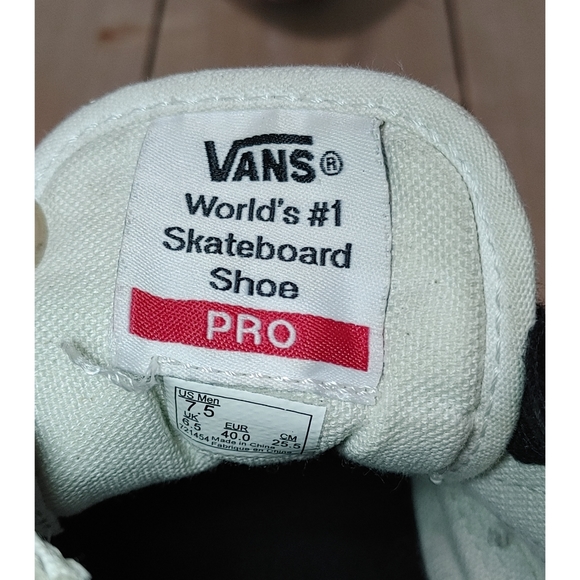 VANS®
World's #1
Skateboard
Shoe
PRO
US Men
7.5
UK EUR CM
6.5 40.0 25.5
721454 Made in China
Fabriqué en Chine